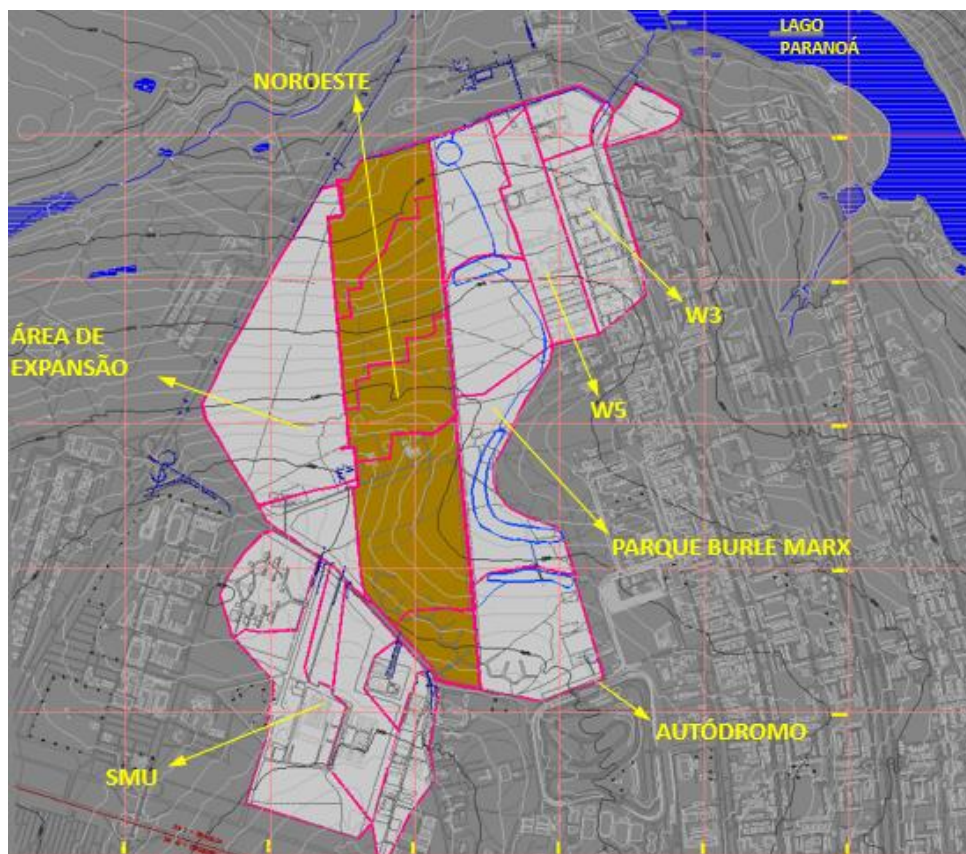 LAGO
PARANOÁ
NOROESTE
W3
ÁREA DE
EXPANSÃO
W5
PARQUE BURLE MARX
AUTÓDROMO
SMU